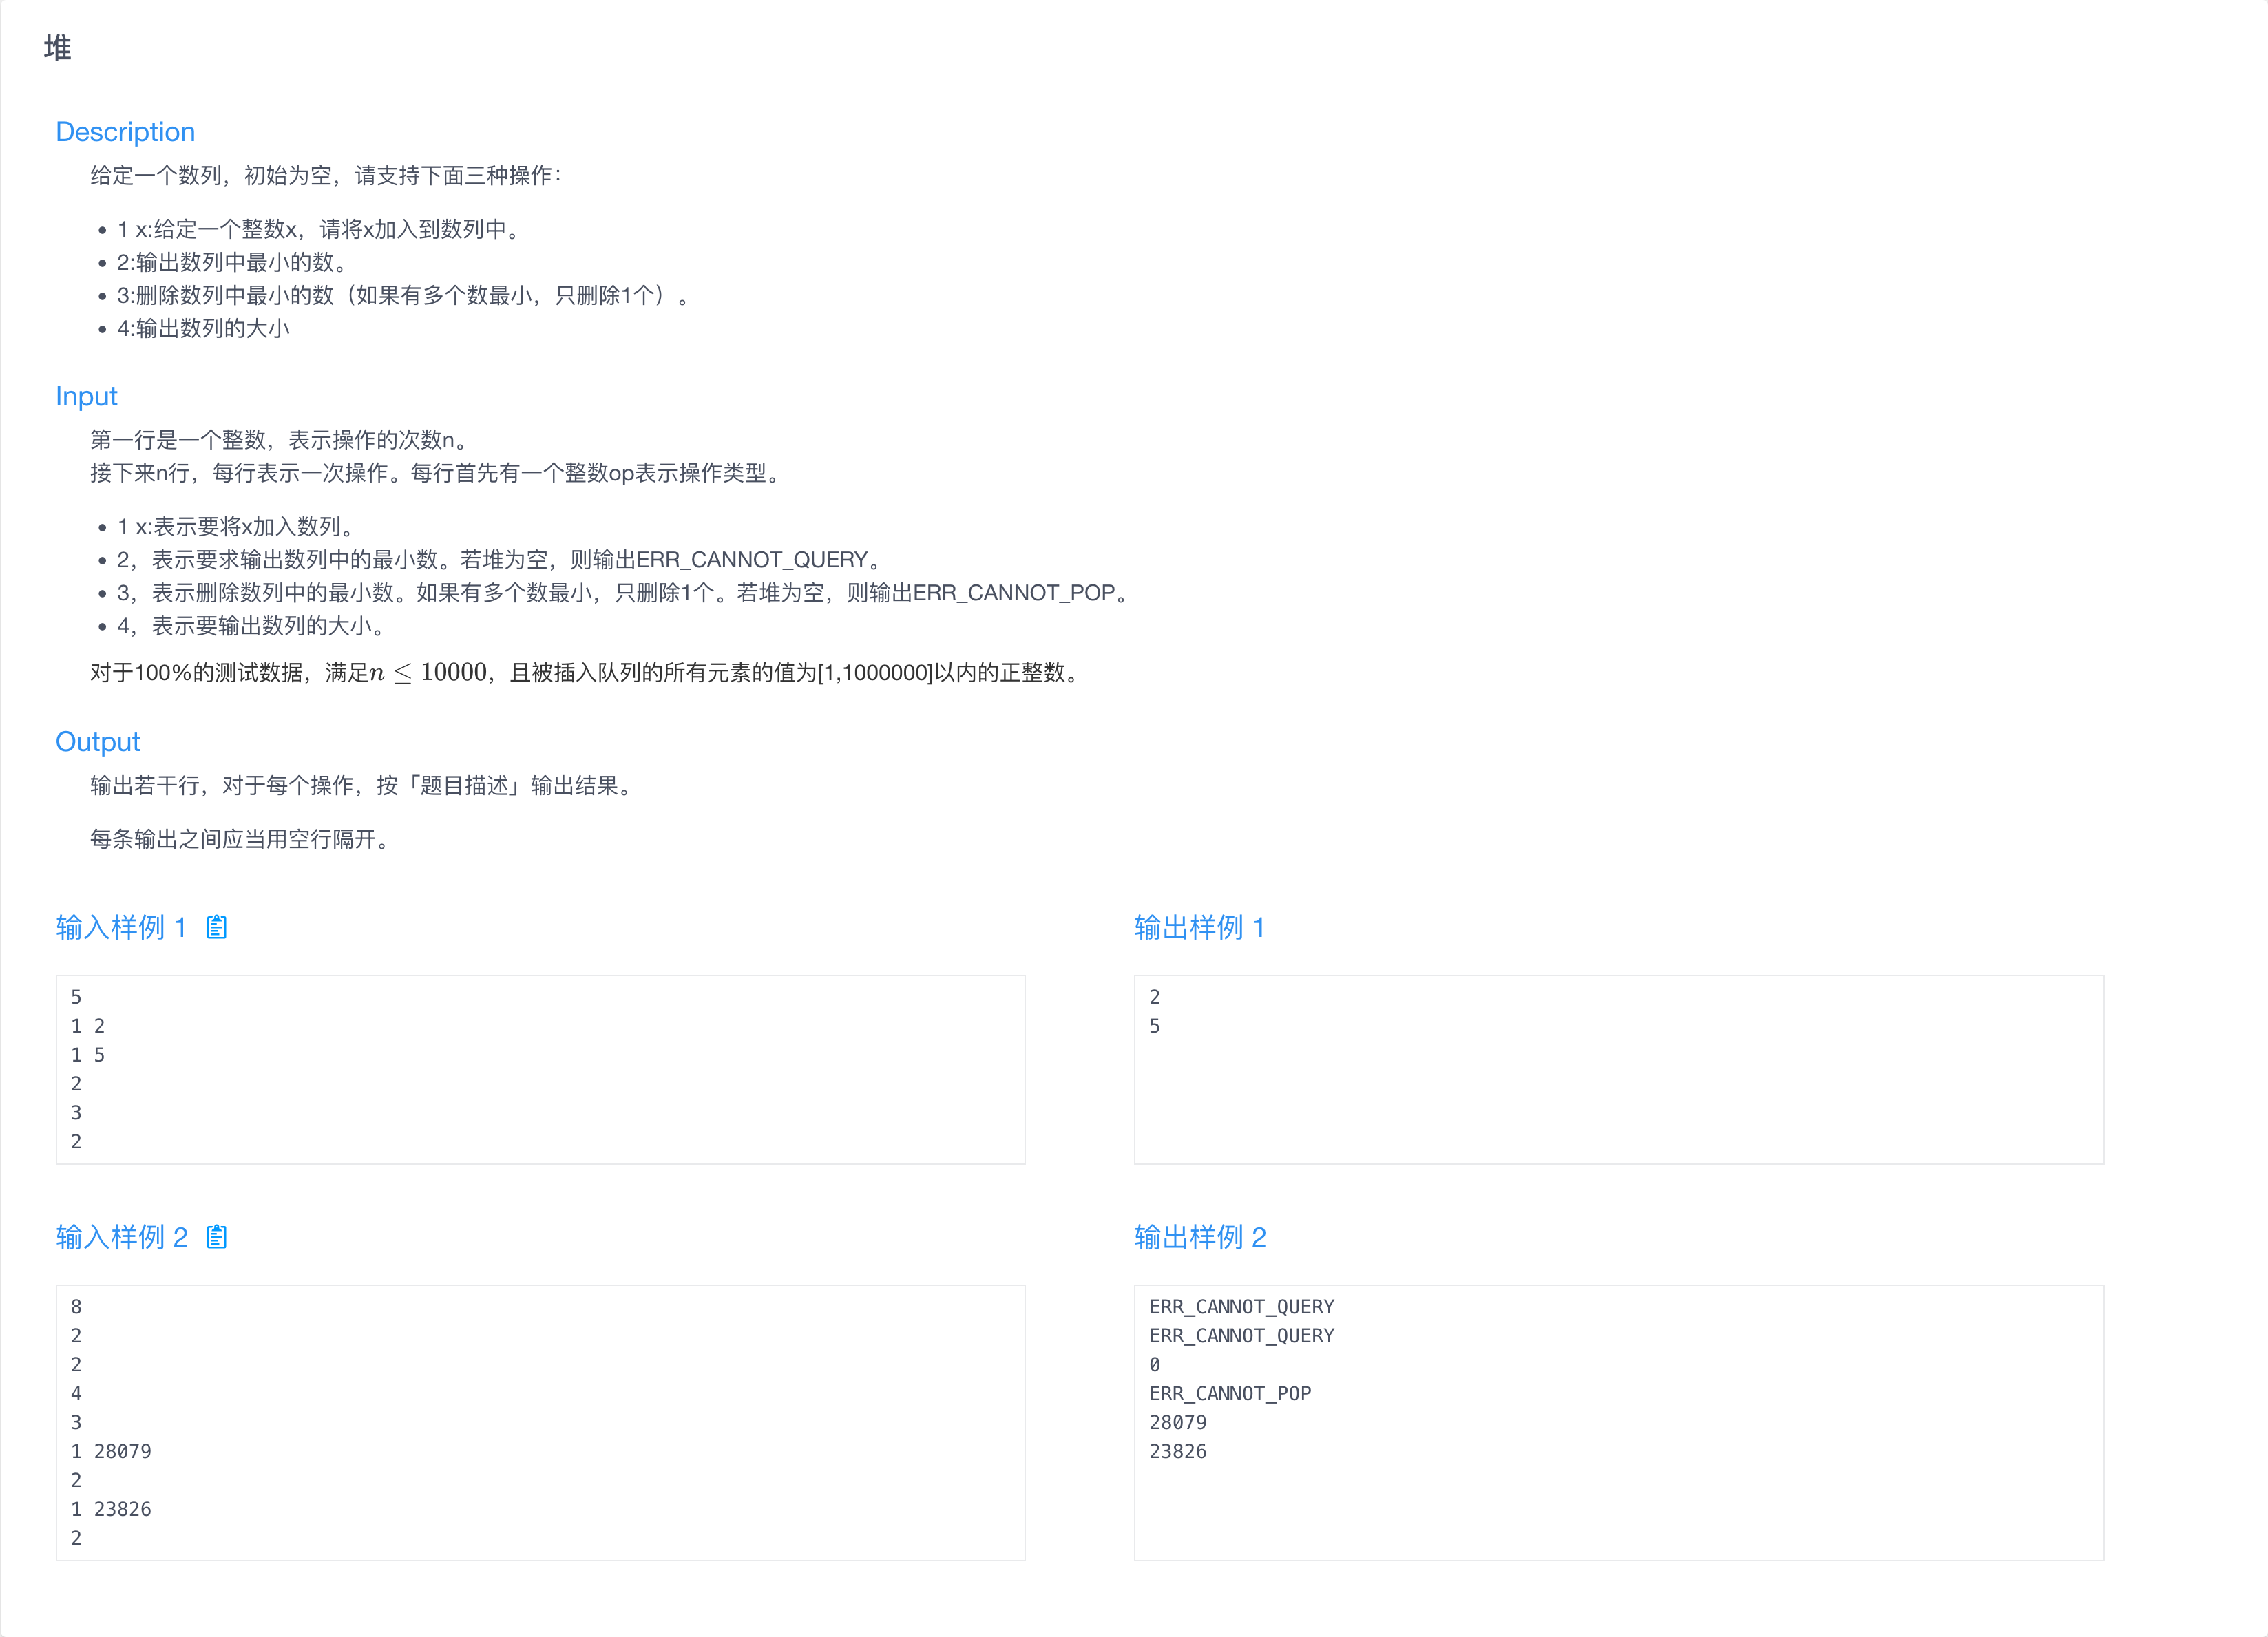 堆
Description
给定一个数列，初始为空，请支持下面三种操作：
• 1 x:给定一个整数x，请将x加入到数列中。
• 2:输出数列中最小的数。
• 3:删除数列中最小的数（如果有多个数最小，只删除1个）。
• 4:输出数列的大小
Input
第一行是一个整数，表示操作的次数n。
接下来n行，每行表示一次操作。每行首先有一个整数op表示操作类型。
• 1 x:表示要将x加入数列。
• 2，表示要求输出数列中的最小数。若堆为空，则输出ERR_CANNOT_QUERY。
• 3，表示删除数列中的最小数。如果有多个数最小，只删除1个。若堆为空，则输出ERR_CANNOT_POP。
• 4，表示要输出数列的大小。
对于100%的测试数据，满足n ≤ 10000，且被插入队列的所有元素的值为[1,1000000]以内的正整数。
Output
输出若干行，对于每个操作，按「题目描述」输出结果。
每条输出之间应当用空行隔开。
输入样例 1
5
1 2
1 5
2
3
2
输出样例 1
2
5
输入样例 2
8
2
2
4
3
1 28079
2
1 23826
2
输出样例 2
ERR_CANNOT_QUERY
ERR_CANNOT_QUERY
0
ERR_CANNOT_POP
28079
23826